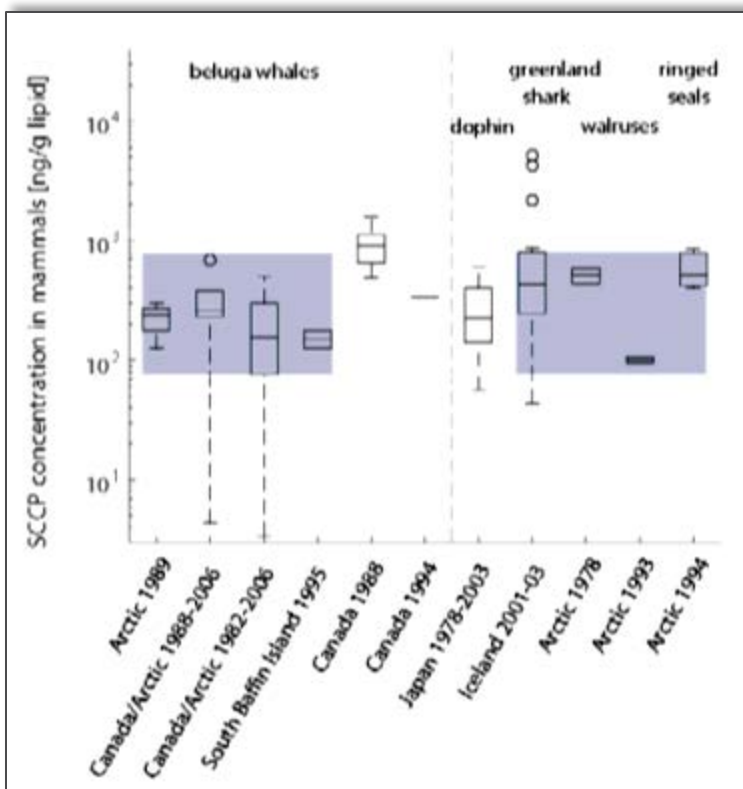 SCCP concentration in mammals [ng/g lipid]
beluga whales
greenland
shark
ringed
seals
dophin
walruses
10⁴
10³
10²
10¹
Arctic 1989
Canada/Arctic 1988-2006
Canada/Arctic 1982-2006
South Baffin Island 1995
Canada 1988
Canada 1994
Japan 1978-2003
Iceland 2001-03
Arctic 1978
Arctic 1993
Arctic 1994